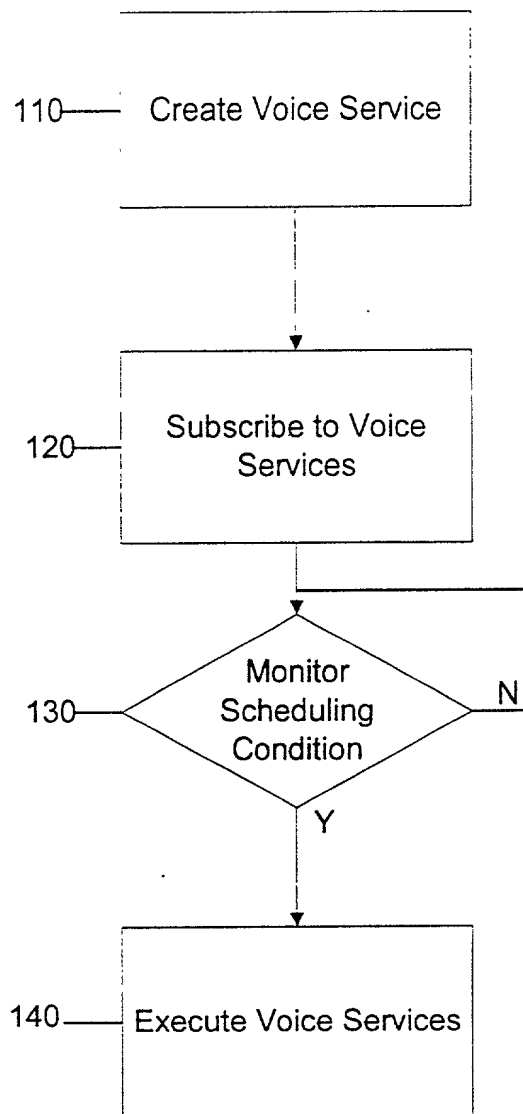 110
Create Voice Service
120
Subscribe to Voice
Services
130
Monitor
Scheduling
Condition
N
Y
140
Execute Voice Services